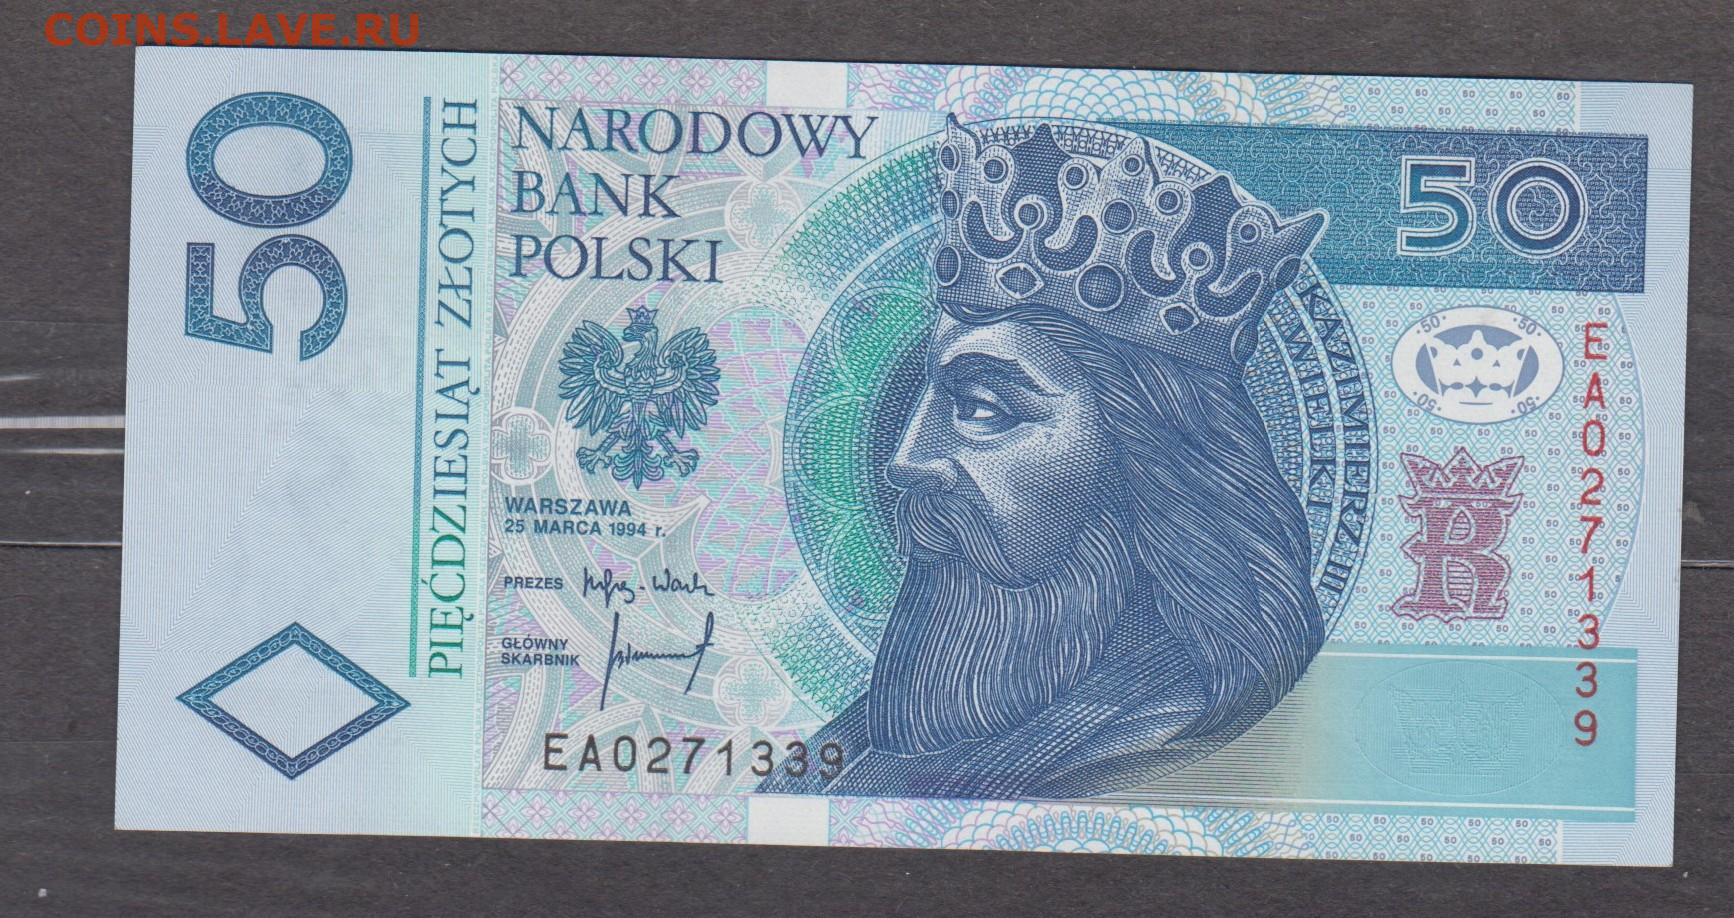 COINS.LAVE.RU
50
PIĘĆDZIESIĄT ZŁOTYCH
NARODOWY
BANK
POLSKI
WARSZAWA
25 MARCA 1994 r.
PREZES
GŁÓWNY
SKARBNIK
EA0271339
50
KAZIMIERZ III
WIELKI
50
50
50
50
EA0271339